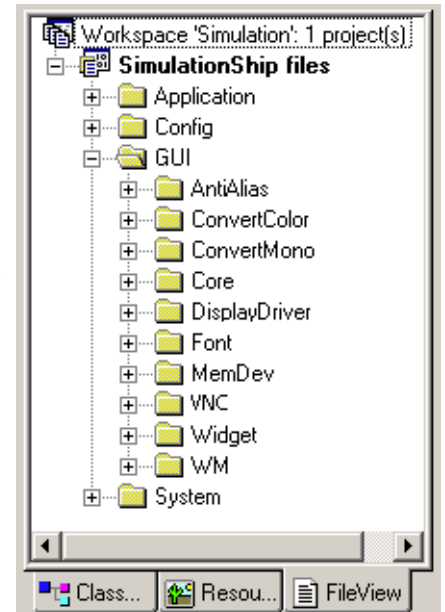 Workspace 'Simulation': 1 project(s)
SimulationShip files
Application
Config
GUI
AntiAlias
ConvertColor
ConvertMono
Core
DisplayDriver
Font
MemDev
VNC
Widget
WM
System
Class... Resou... FileView